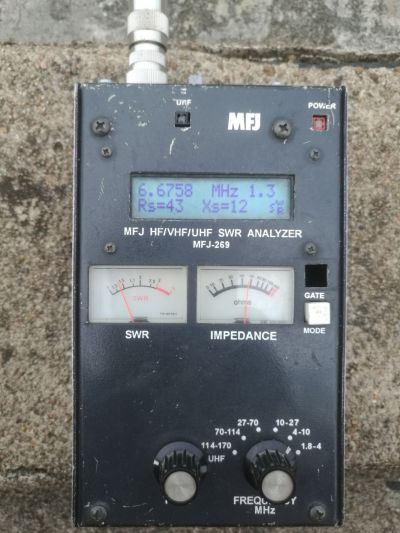 UHF
MFJ
POWER
6.6758 MHz 1.3
Rs=43 Xs=12 SWR
MFJ HF/VHF/UHF SWR ANALYZER
MFJ-269
SWR
ohms
GATE
SWR
IMPEDANCE
MODE
27-70
10-27
70-114
4-10
114-170
1.8-4
UHF
FREQUENCY
MHz